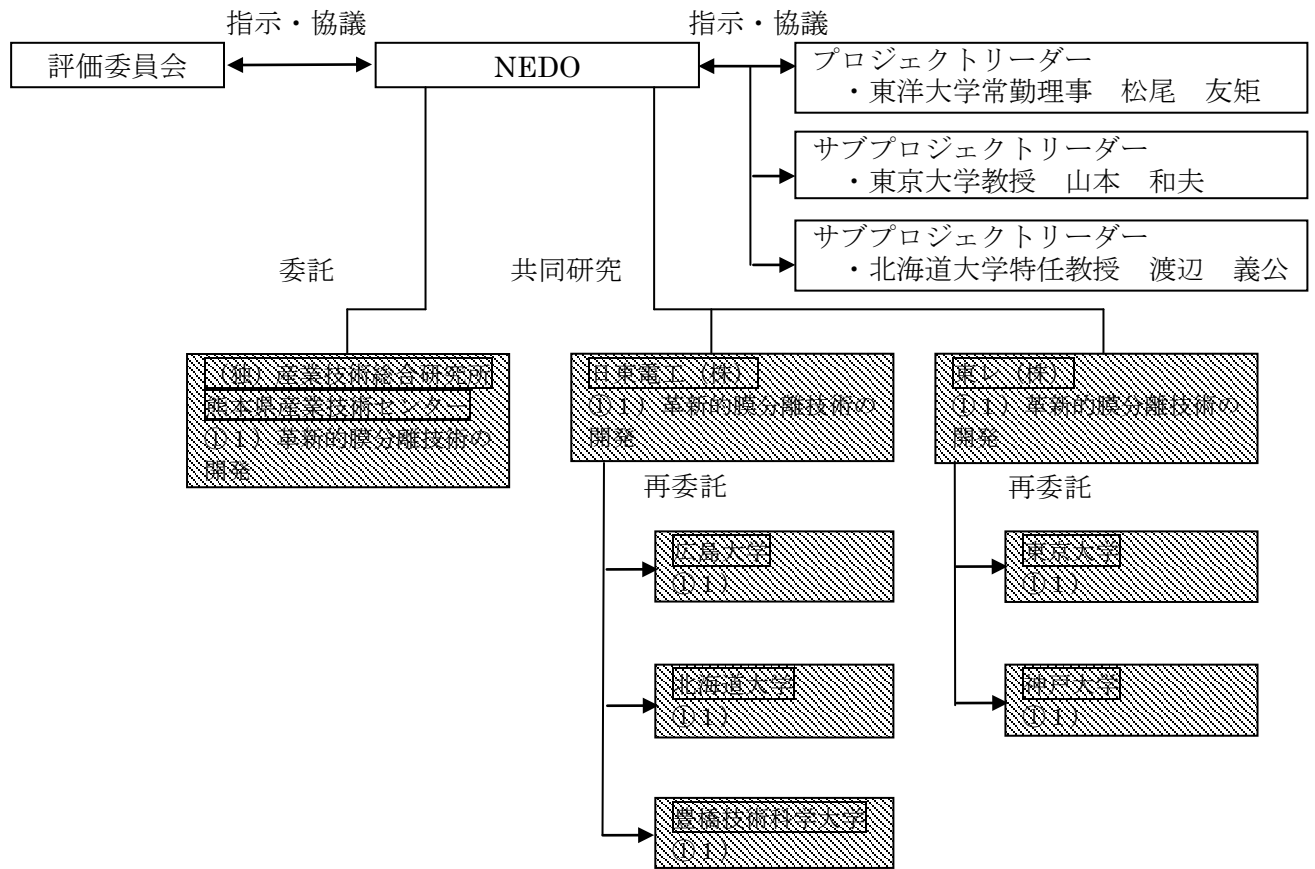 指示・協議
指示・協議
評価委員会
NEDO
プロジェクトリーダー
・東洋大学常勤理事　松尾　友矩
サブプロジェクトリーダー
・東京大学教授　山本　和夫
サブプロジェクトリーダー
・北海道大学特任教授　渡辺　義公
委託
共同研究
（独）産業技術総合研究所
熊本県産業技術センター
①1）革新的膜分離技術の
開発
日東電工（株）
①1）革新的膜分離技術の
開発
東レ（株）
①1）革新的膜分離技術の
開発
再委託
再委託
広島大学
①1）
東京大学
①1）
北海道大学
①1）
神戸大学
①1）
豊橋技術科学大学
①1）